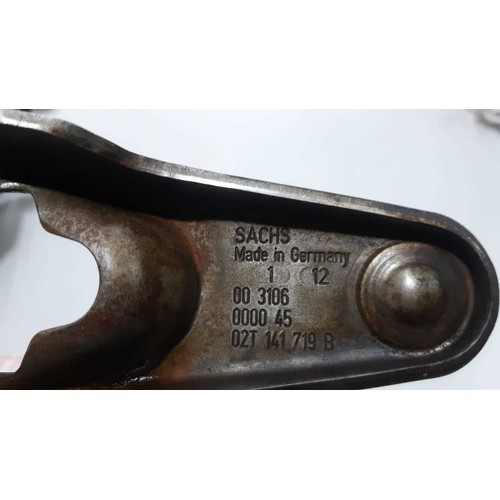 SACHS
Made in Germany
1 12
00 3106
0000 45
02T 141 719 B